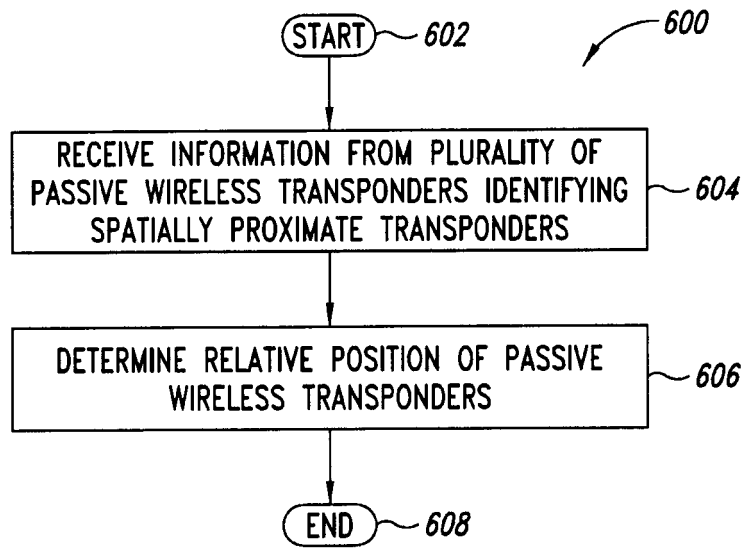 START 602
600
RECEIVE INFORMATION FROM PLURALITY OF
PASSIVE WIRELESS TRANSPONDERS IDENTIFYING
SPATIALLY PROXIMATE TRANSPONDERS
604
DETERMINE RELATIVE POSITION OF PASSIVE
WIRELESS TRANSPONDERS
606
END 608